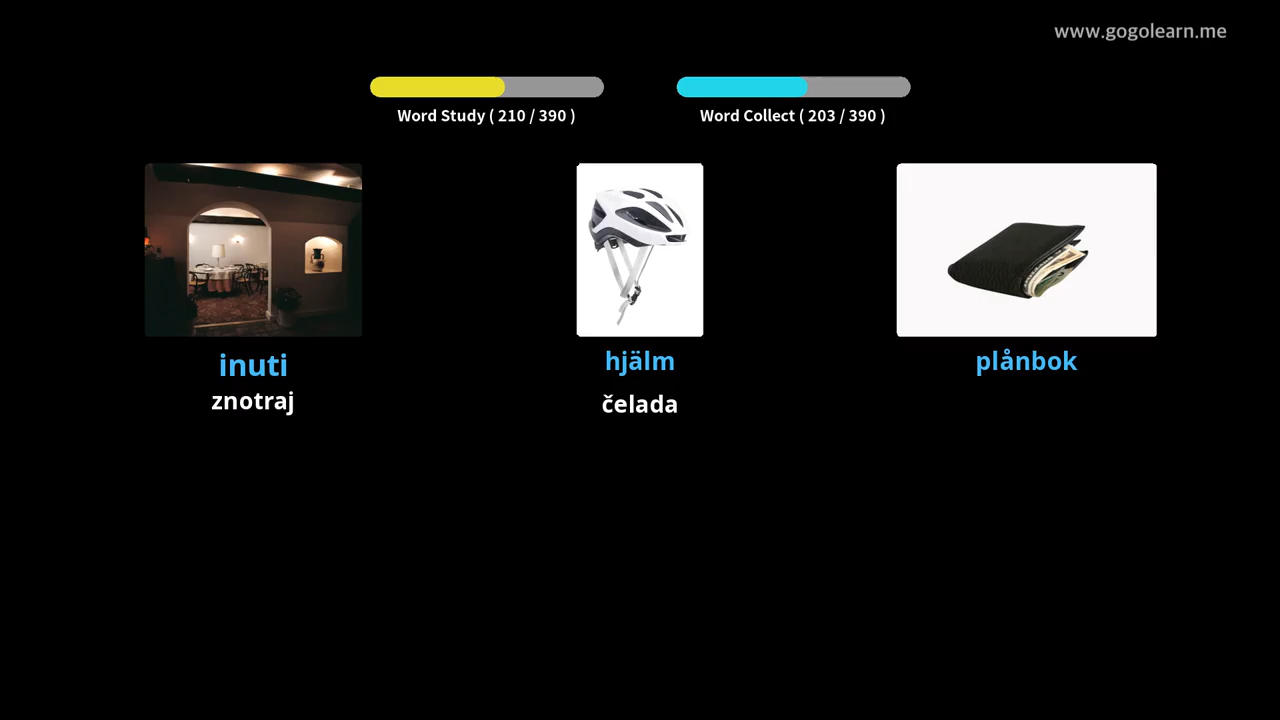 www.gogolearn.me
Word Study ( 210 / 390 )
Word Collect ( 203 / 390 )
inuti
hjälm
plånbok
znotraj
čelada